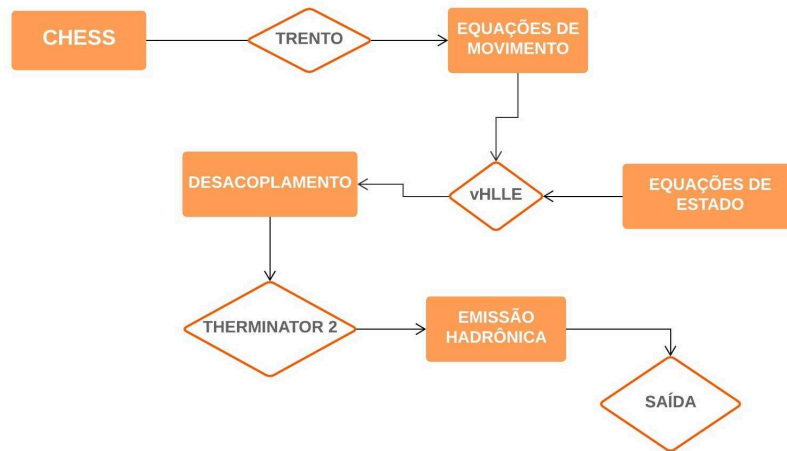 CHESS
TRENTO
EQUAÇÕES DE
MOVIMENTO
DESACOPLAMENTO
vHLLE
EQUAÇÕES DE
ESTADO
THERMINATOR 2
EMISSÃO
HADRÔNICA
SAÍDA